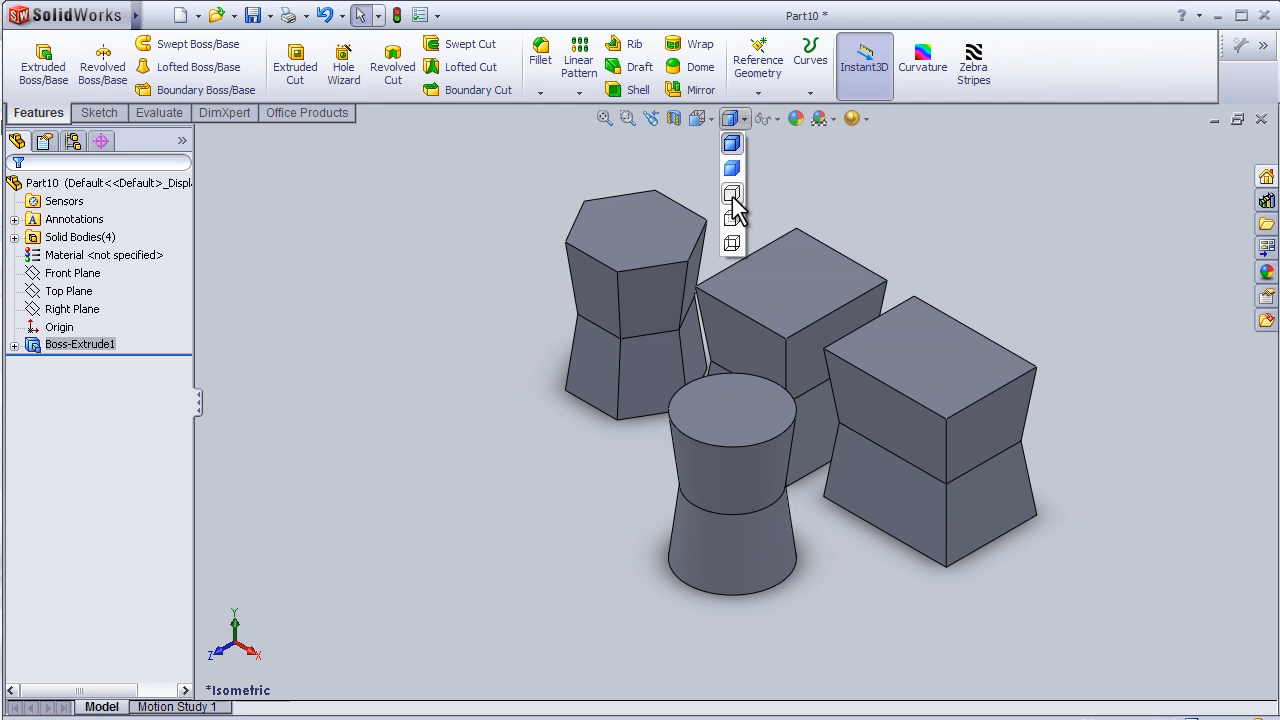 SolidWorks
Part10 *
Extruded Boss/Base
Revolved Boss/Base
Swept Boss/Base
Lofted Boss/Base
Boundary Boss/Base
Extruded Cut
Hole Wizard
Revolved Cut
Swept Cut
Lofted Cut
Boundary Cut
Fillet
Linear Pattern
Rib
Draft
Shell
Wrap
Dome
Mirror
Reference Geometry
Curves
Instant3D
Curvature
Zebra Stripes
Features
Sketch
Evaluate
DimXpert
Office Products
Part10 (Default<<Default>_Displ
Sensors
Annotations
Solid Bodies(4)
Material <not specified>
Front Plane
Top Plane
Right Plane
Origin
Boss-Extrude1
Y
Z
X
*Isometric
Model
Motion Study 1